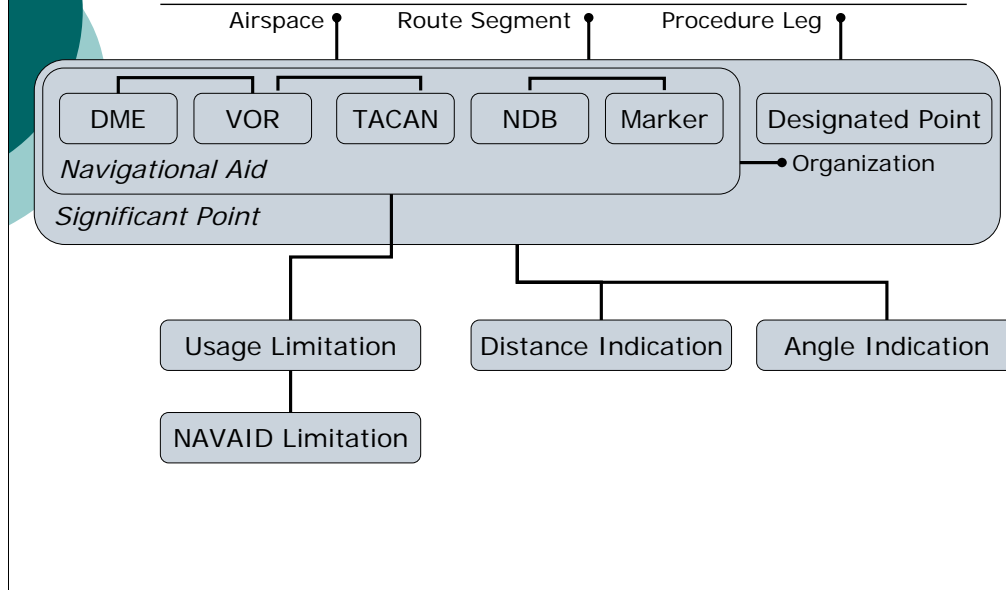 Airspace Route Segment Procedure Leg
DME VOR TACAN NDB Marker Designated Point
Navigational Aid Organization
Significant Point
Usage Limitation Distance Indication Angle Indication
NAVAID Limitation